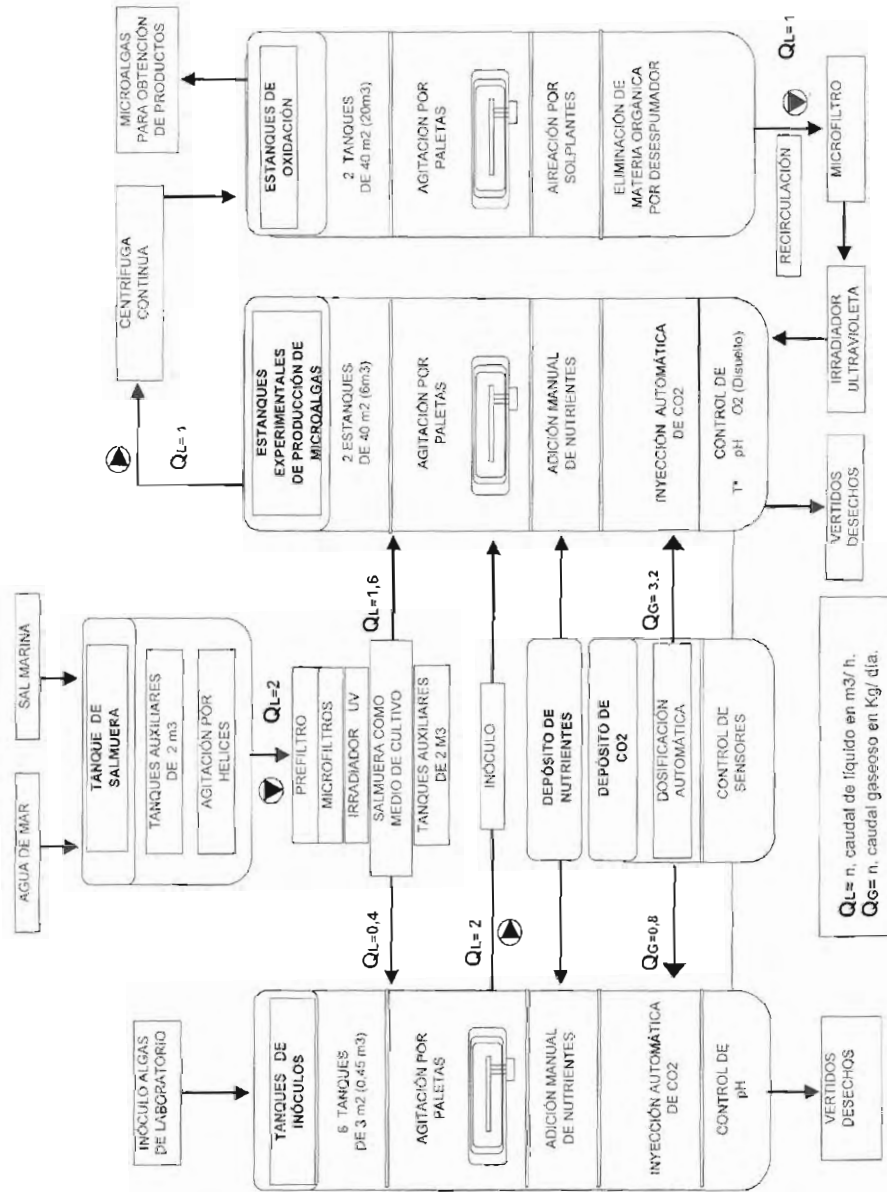 AGUA DE MAR
SAL MARINA
TANQUE DE
SALMUERA
TANQUES AUXILIARES
DE 2 m3
AGITACIÓN POR
HELICES
QL=2
PREFILTRO
MICROFILTROS
IRRADIADOR UV
SALMUERA COMO
MEDIO DE CULTIVO
TANQUES AUXILIARES
DE 2 M3
QL=0,4
QL=1,6
INÓCULO ALGAS
DE LABORATORIO
TANQUES DE
INÓCULOS
6 TANQUES
DE 3 m2 (0,45 m3)
AGITACIÓN POR
PALETAS
ADICIÓN MANUAL
DE NUTRIENTES
INYECCIÓN AUTOMÁTICA
DE CO2
CONTROL DE
pH
VERTIDOS
DESECHOS
QL= 2
INÓCULO
DEPÓSITO DE
NUTRIENTES
DEPÓSITO DE
CO2
DOSIFICACIÓN
AUTOMÁTICA
CONTROL DE
SENSORES
QG=0,8
QG= 3,2
QL= n, caudal de líquido en m3/ h.
QG= n, caudal gaseoso en Kg/ día.
QL= 1
CENTRÍFUGA
CONTINUA
MICROALGAS
PARA OBTENCIÓN
DE PRODUCTOS
ESTANQUES
EXPERIMENTALES
DE PRODUCCIÓN DE
MICROALGAS
2 ESTANQUES
DE 40 m2 (6m3)
AGITACIÓN POR
PALETAS
ADICIÓN MANUAL
DE NUTRIENTES
INYECCIÓN AUTOMÁTICA
DE CO2
CONTROL DE
Tª pH O2 (Disuelto)
VERTIDOS
DESECHOS
ESTANQUES DE
OXIDACIÓN
2 TANQUES
DE 40 m2 (20m3)
AGITACION POR
PALETAS
AIREACIÓN POR
SOLPLANTES
ELIMINACIÓN DE
MATERIA ORGÁNICA
POR DESESPUMADOR
QL= 1
RECIRCULACIÓN
MICROFILTRO
IRRADIADOR
ULTRAVIOLETA